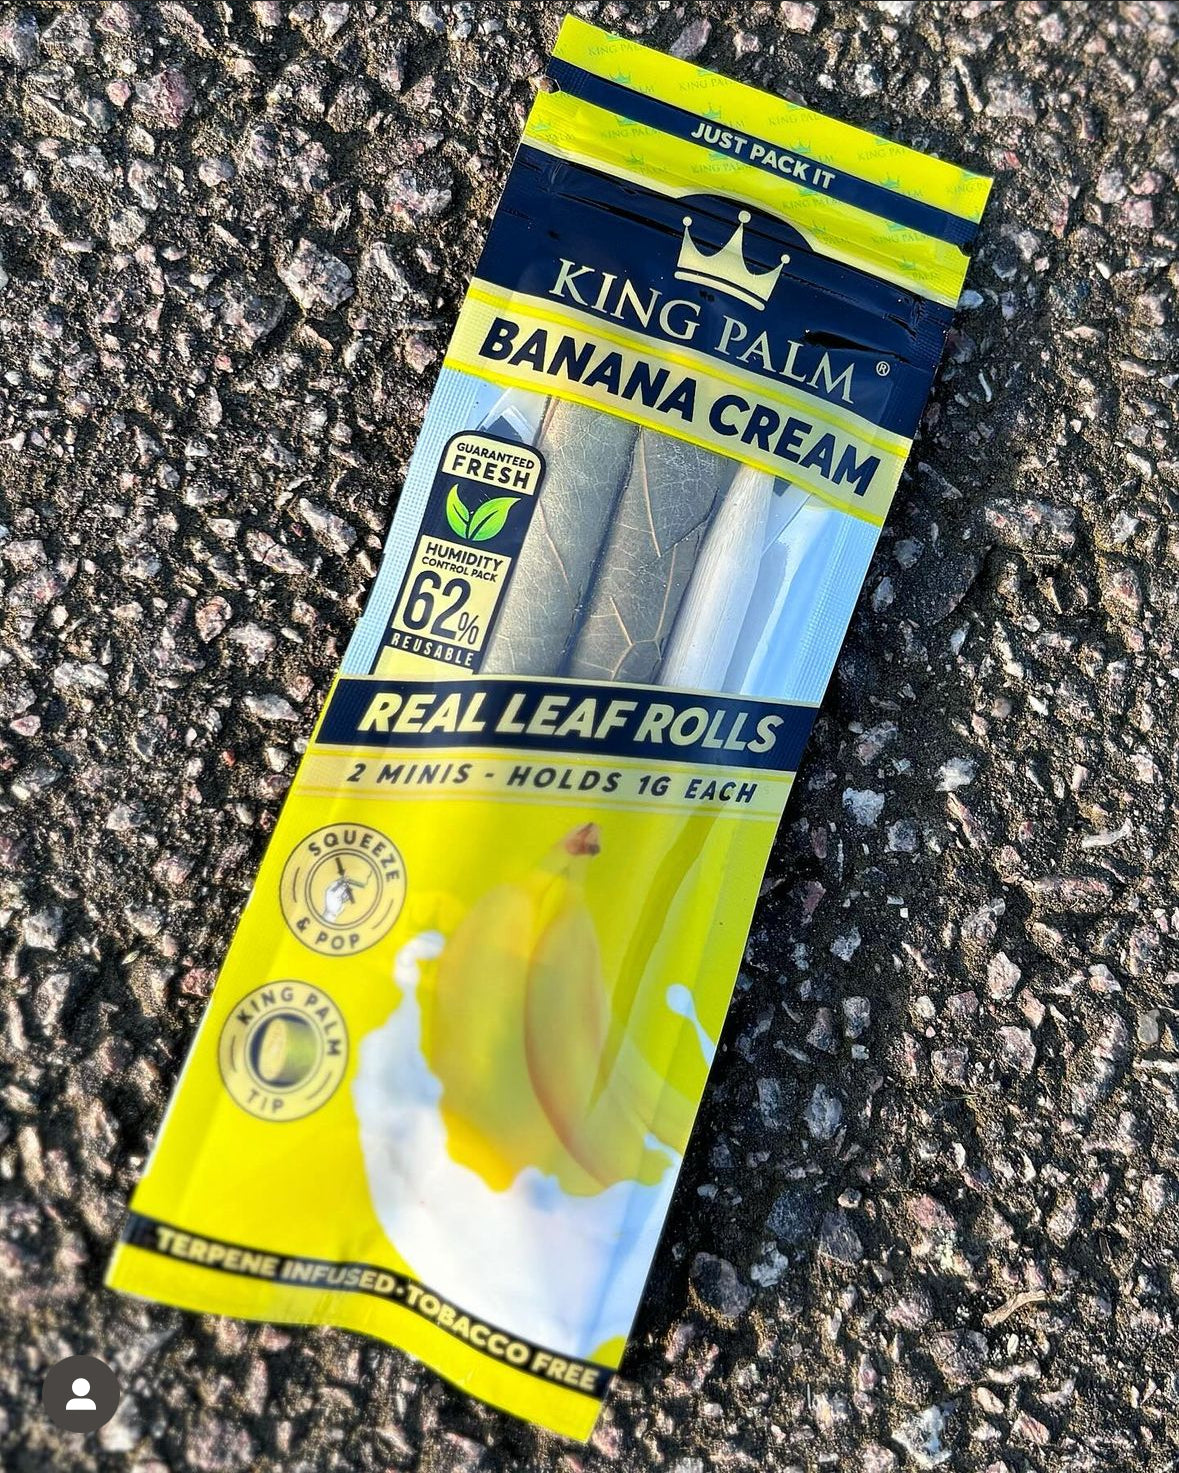 JUST PACK IT
KING PALM®
BANANA CREAM
GUARANTEED
FRESH
HUMIDITY
CONTROL PACK
62%
REUSABLE
REAL LEAF ROLLS
2 MINIS - HOLDS 1G EACH
SQUEEZE
& POP
KING PALM
TIP
TERPENE INFUSED • TOBACCO FREE